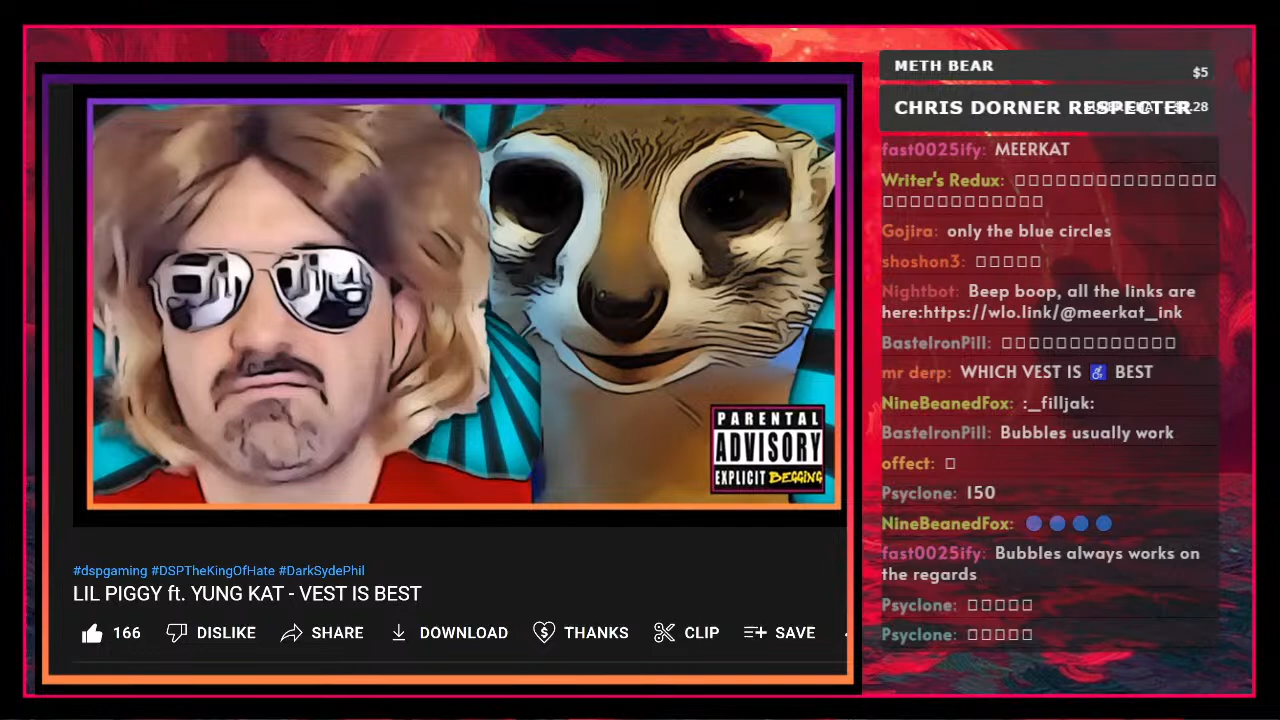 PARENTAL
ADVISORY
EXPLICIT BEGGING
#dspgaming #DSPTheKingOfHate #DarkSydePhil
LIL PIGGY ft. YUNG KAT - VEST IS BEST
166 DISLIKE SHARE DOWNLOAD THANKS CLIP SAVE
METH BEAR
$5
CHRIS DORNER RESPECTER
fast0025ify: MEERKAT
Writer's Redux:
Gojira: only the blue circles
shoshon3:
Nightbot: Beep boop, all the links are
here:https://wlo.link/@meerkat_ink
BasteIronPill:
mr derp: WHICH VEST IS ♿ BEST
NineBeanedFox: :_filljak:
BasteIronPill: Bubbles usually work
offect:
Psyclone: 150
NineBeanedFox: 🔵 🔵 🔵 🔵
fast0025ify: Bubbles always works on
the regards
Psyclone:
Psyclone: